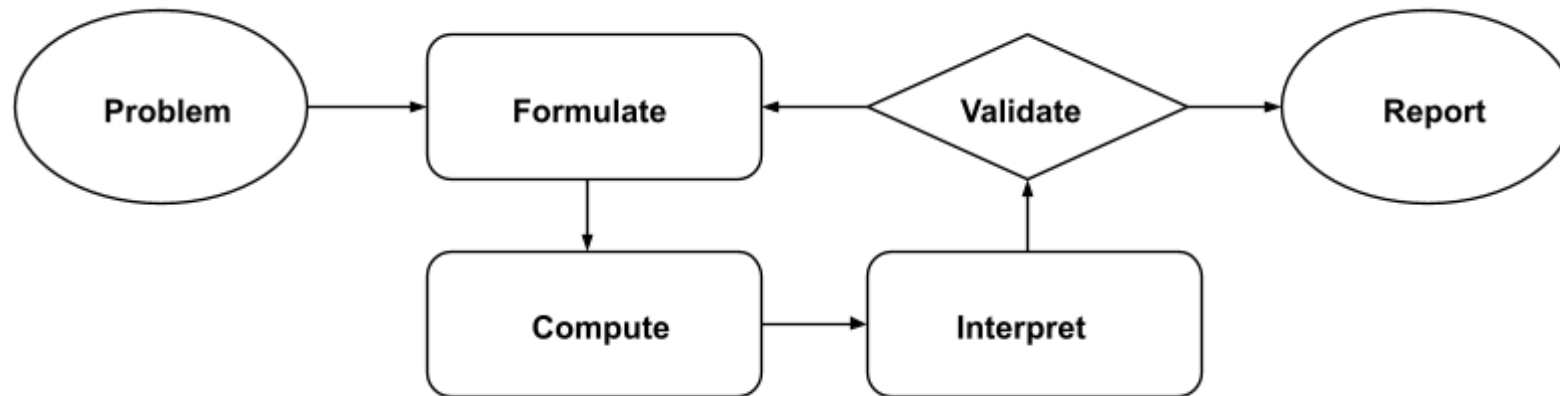 Problem
Formulate
Validate
Report
Compute
Interpret